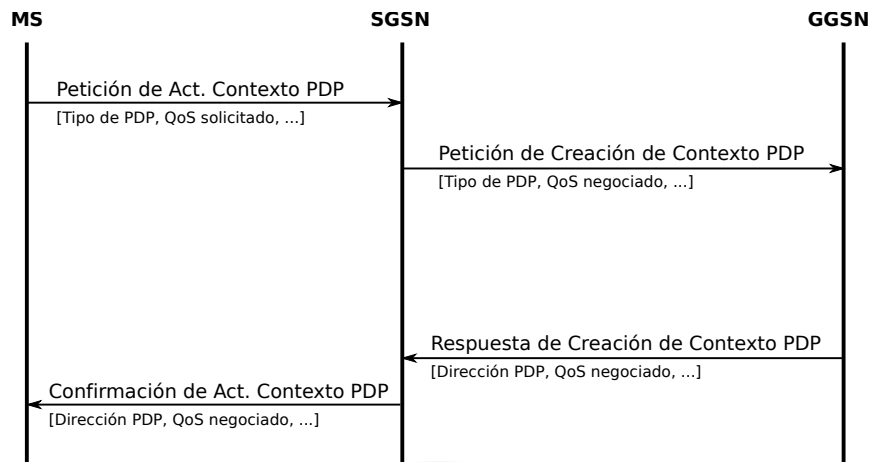 MS
SGSN
GGSN
Petición de Act. Contexto PDP
[Tipo de PDP, QoS solicitado, ...]
Petición de Creación de Contexto PDP
[Tipo de PDP, QoS negociado, ...]
Respuesta de Creación de Contexto PDP
[Dirección PDP, QoS negociado, ...]
Confirmación de Act. Contexto PDP
[Dirección PDP, QoS negociado, ...]